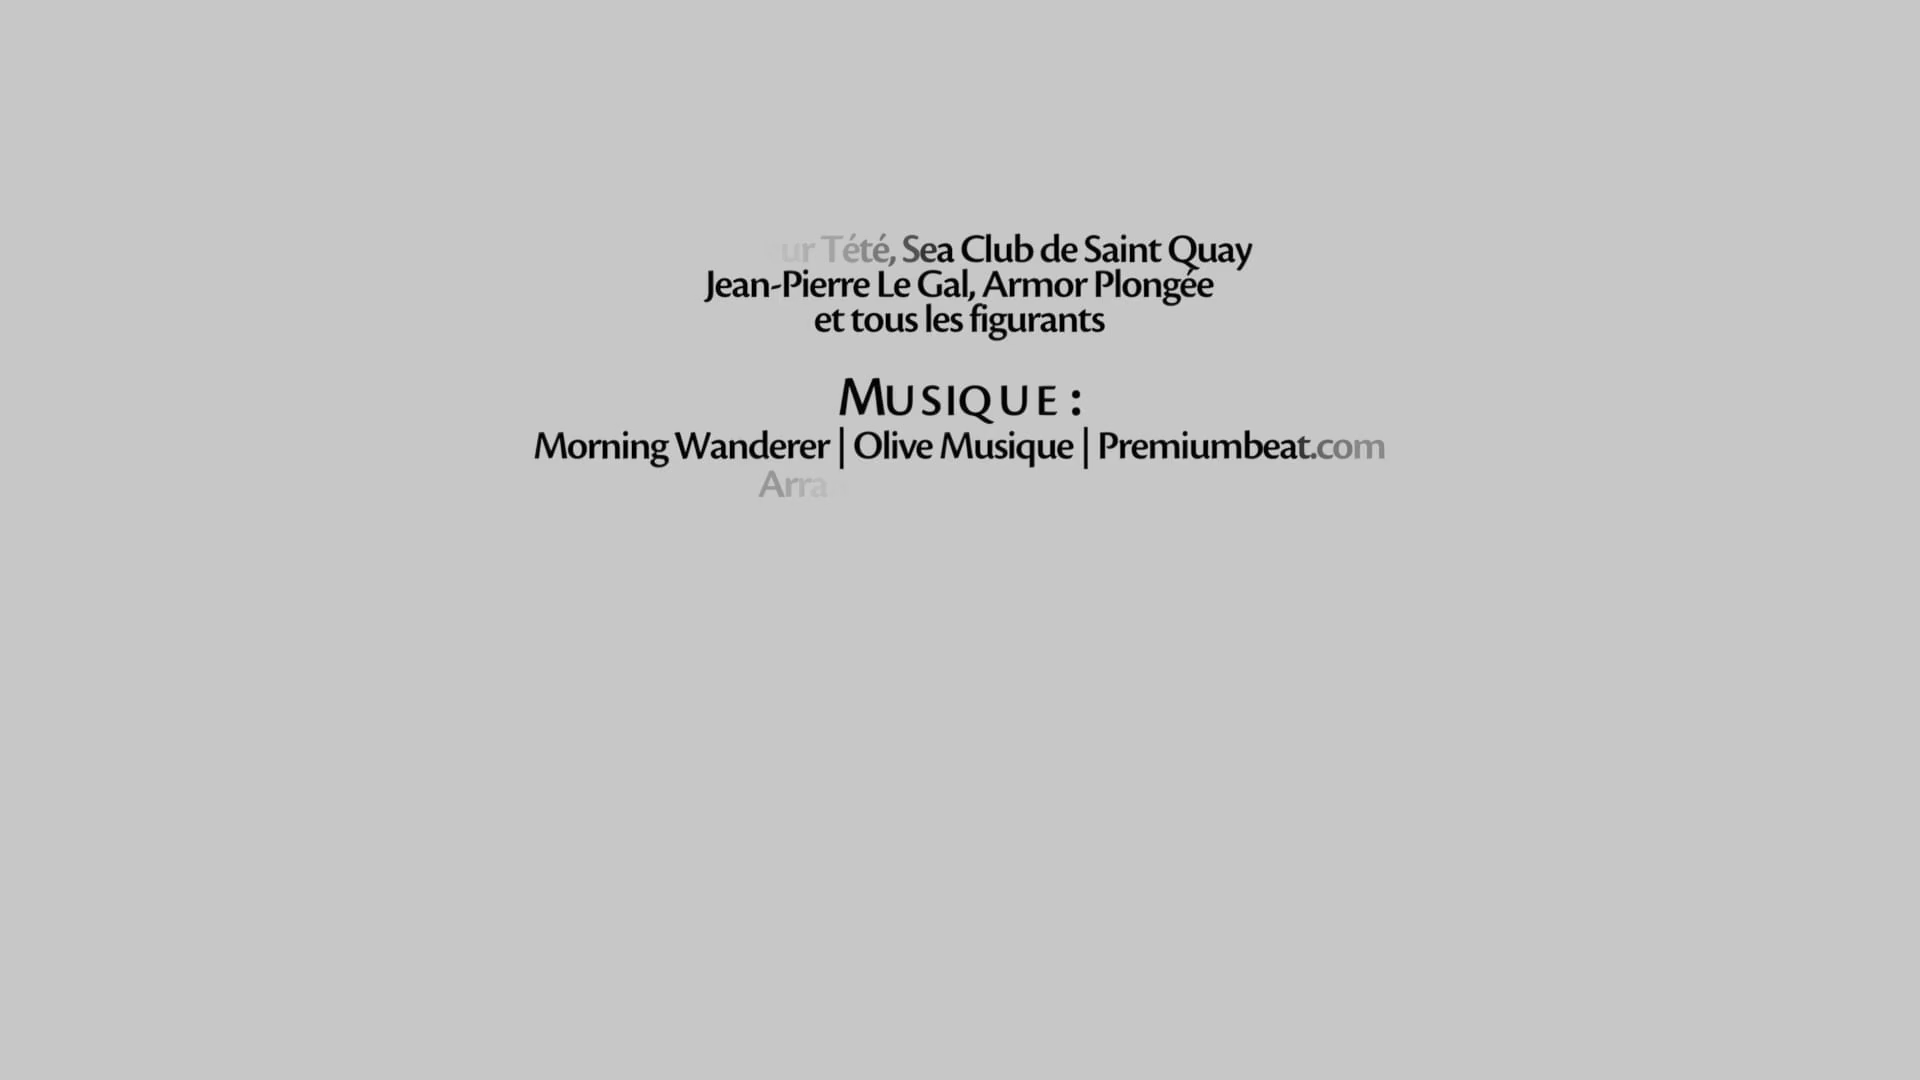 Tété, Sea Club de Saint Quay
Jean-Pierre Le Gal, Armor Plongée
et tous les figurants
MUSIQUE :
Morning Wanderer | Olive Musique | Premiumbeat.com